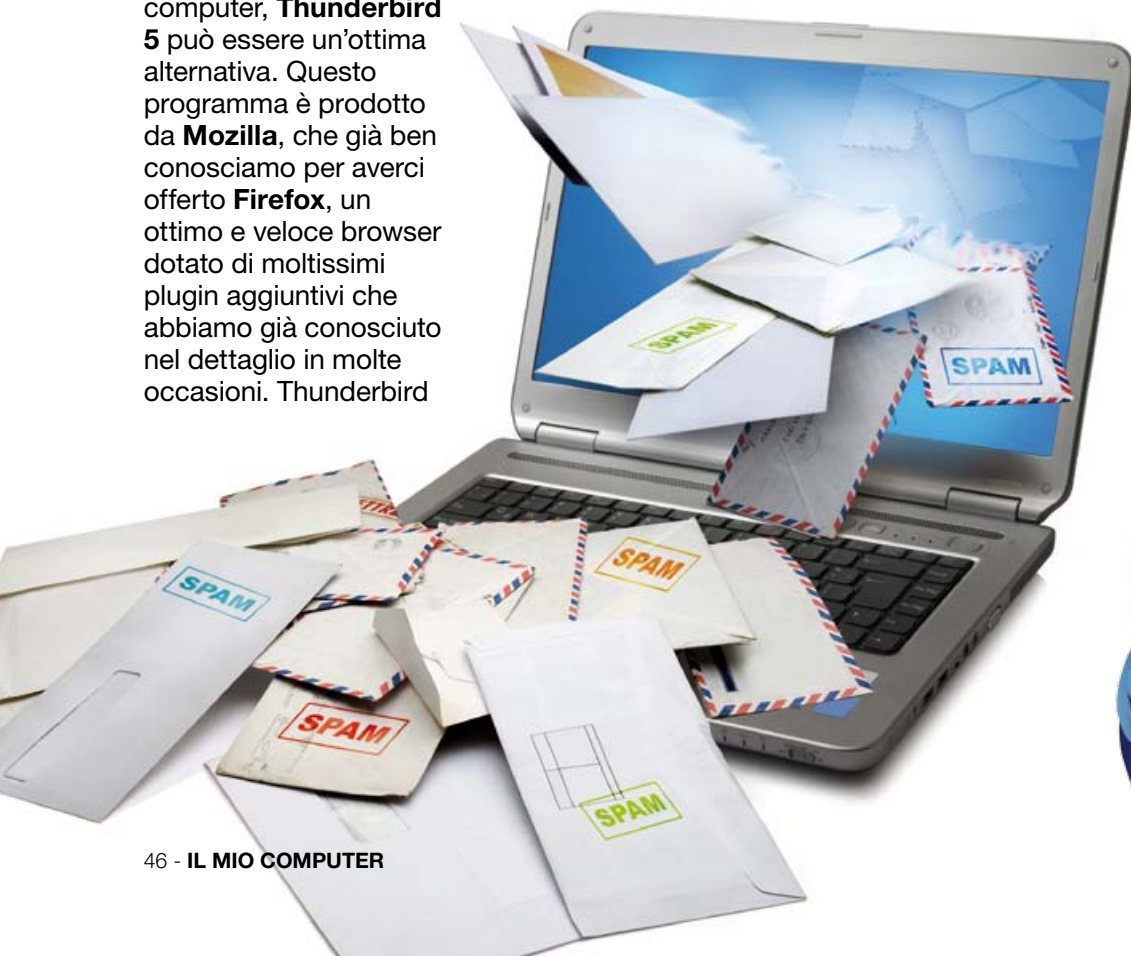 computer, Thunderbird
5 può essere un’ottima
alternativa. Questo
programma è prodotto
da Mozilla, che già ben
conosciamo per averci
offerto Firefox, un
ottimo e veloce browser
dotato di moltissimi
plugin aggiuntivi che
abbiamo già conosciuto
nel dettaglio in molte
occasioni. Thunderbird
SPAM
SPAM
SPAM
SPAM
SPAM
SPAM
46 - IL MIO COMPUTER